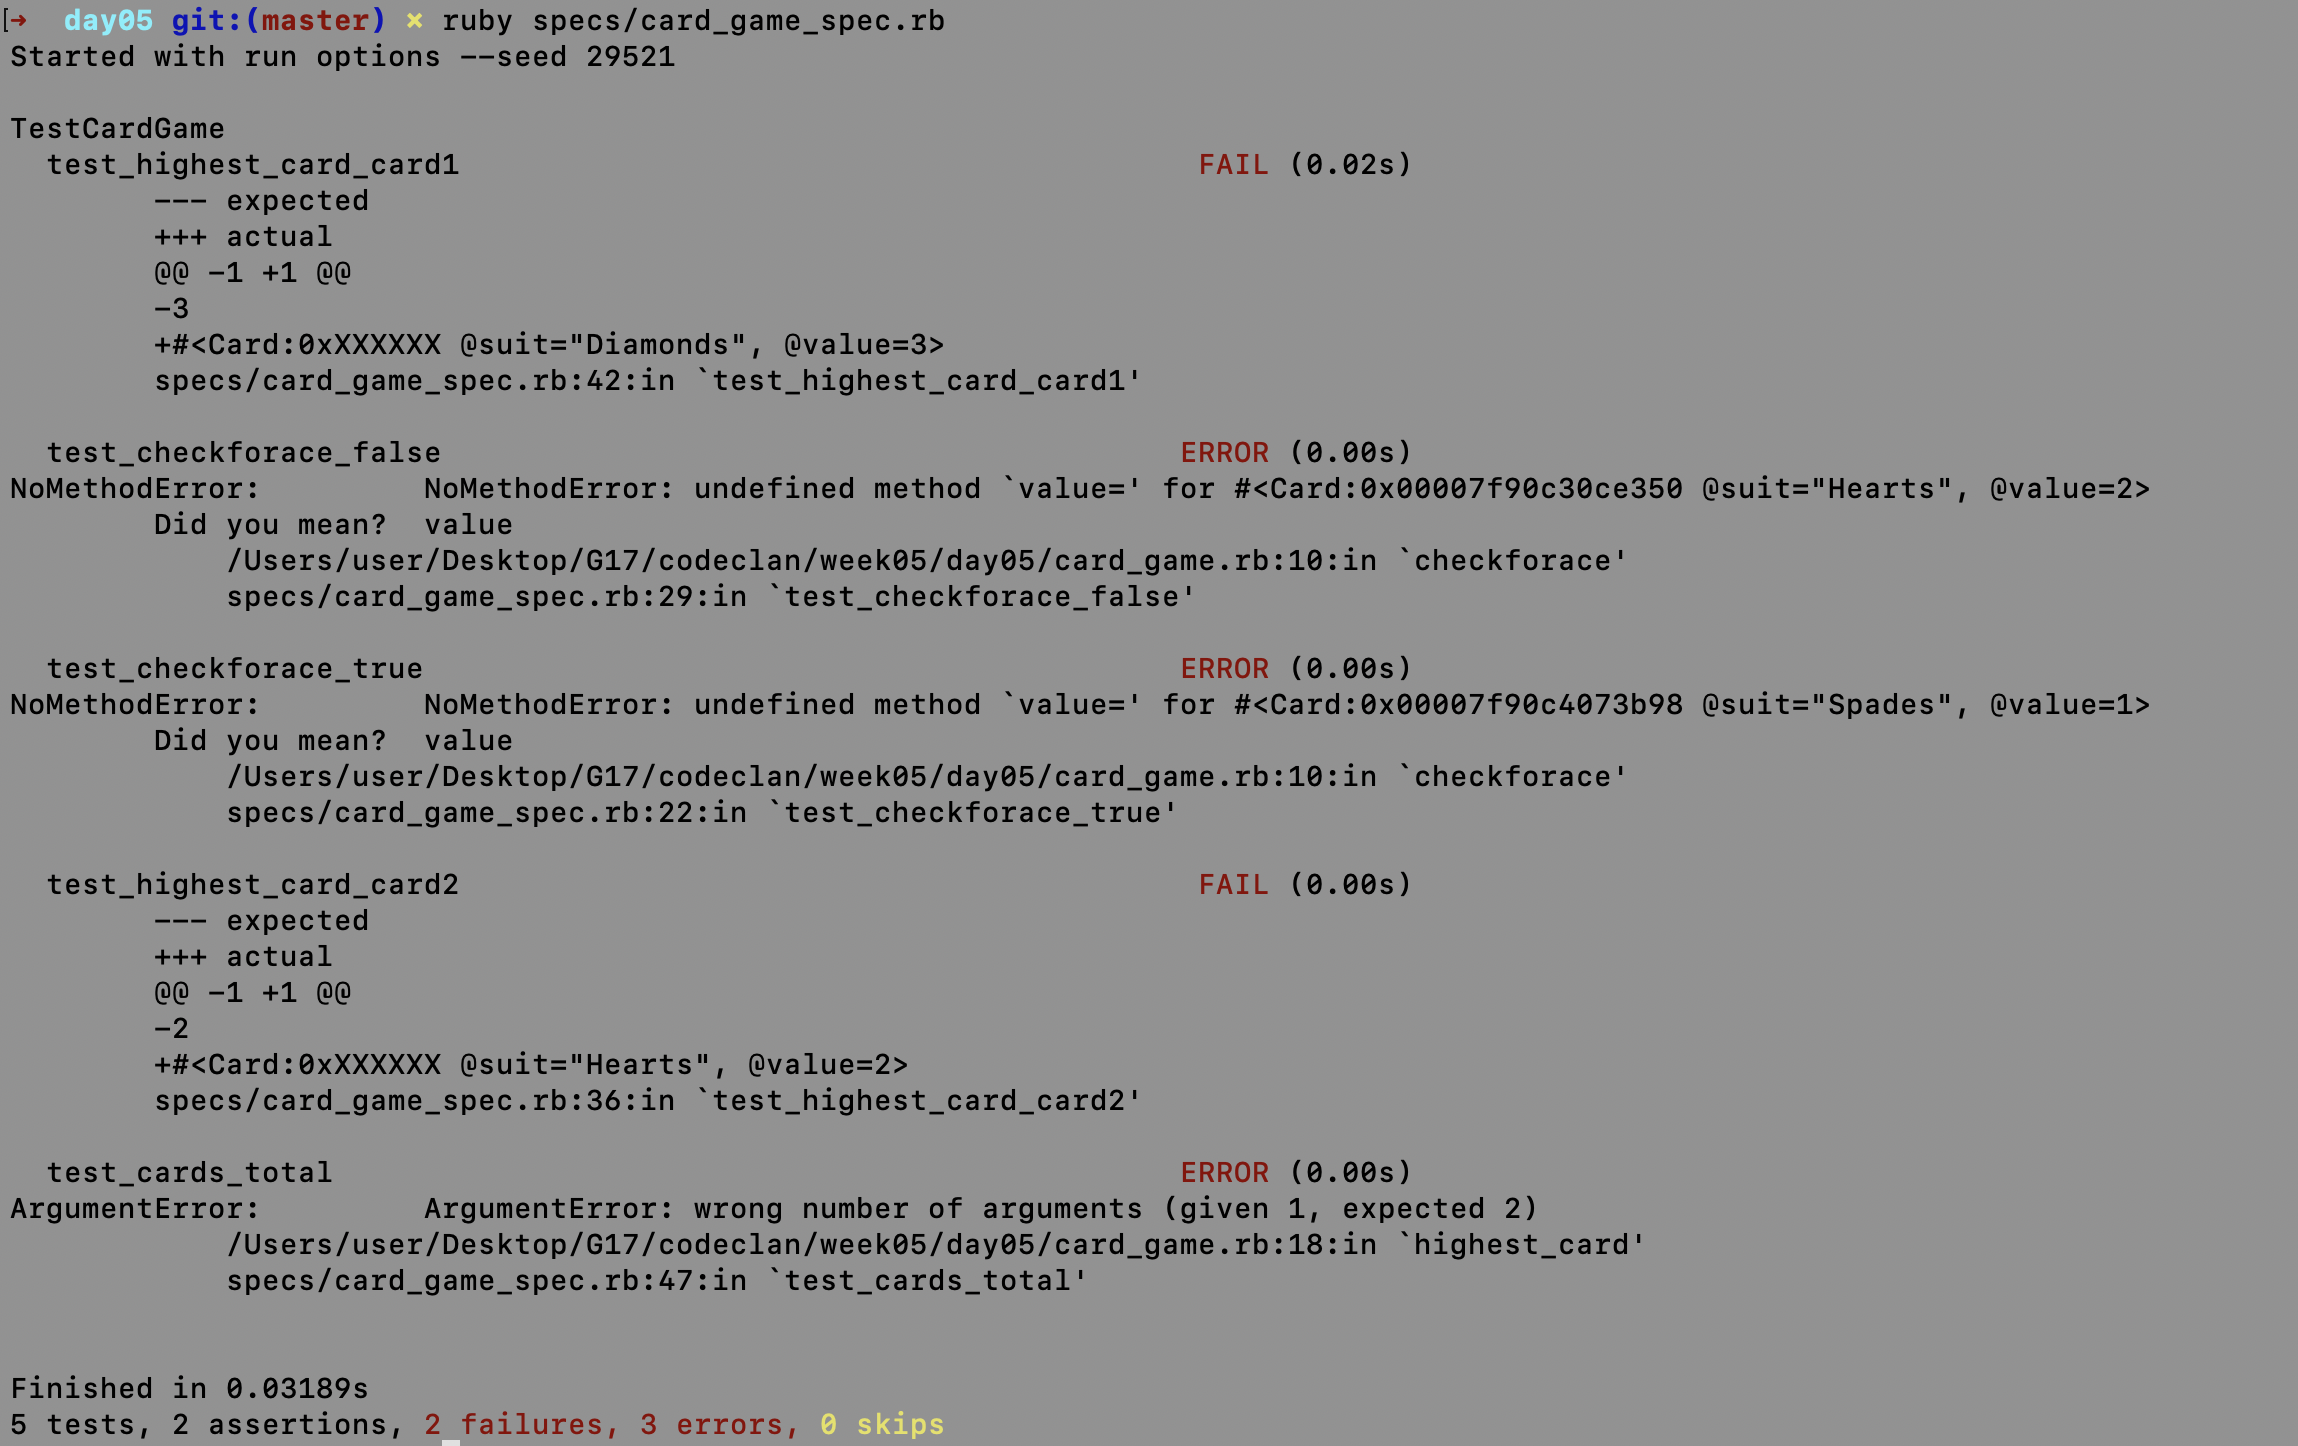 [→  day05 git:(master) × ruby specs/card_game_spec.rb
Started with run options --seed 29521

TestCardGame
  test_highest_card_card1                                         FAIL (0.02s)
        --- expected
        +++ actual
        @@ -1 +1 @@
        -3
        +#<Card:0xXXXXXX @suit="Diamonds", @value=3>
        specs/card_game_spec.rb:42:in `test_highest_card_card1'

  test_checkforace_false                                         ERROR (0.00s)
NoMethodError:         NoMethodError: undefined method `value=' for #<Card:0x00007f90c30ce350 @suit="Hearts", @value=2>
        Did you mean?  value
            /Users/user/Desktop/G17/codeclan/week05/day05/card_game.rb:10:in `checkforace'
            specs/card_game_spec.rb:29:in `test_checkforace_false'

  test_checkforace_true                                          ERROR (0.00s)
NoMethodError:         NoMethodError: undefined method `value=' for #<Card:0x00007f90c4073b98 @suit="Spades", @value=1>
        Did you mean?  value
            /Users/user/Desktop/G17/codeclan/week05/day05/card_game.rb:10:in `checkforace'
            specs/card_game_spec.rb:22:in `test_checkforace_true'

  test_highest_card_card2                                         FAIL (0.00s)
        --- expected
        +++ actual
        @@ -1 +1 @@
        -2
        +#<Card:0xXXXXXX @suit="Hearts", @value=2>
        specs/card_game_spec.rb:36:in `test_highest_card_card2'

  test_cards_total                                               ERROR (0.00s)
ArgumentError:         ArgumentError: wrong number of arguments (given 1, expected 2)
            /Users/user/Desktop/G17/codeclan/week05/day05/card_game.rb:18:in `highest_card'
            specs/card_game_spec.rb:47:in `test_cards_total'

Finished in 0.03189s
5 tests, 2 assertions, 2 failures, 3 errors, 0 skips